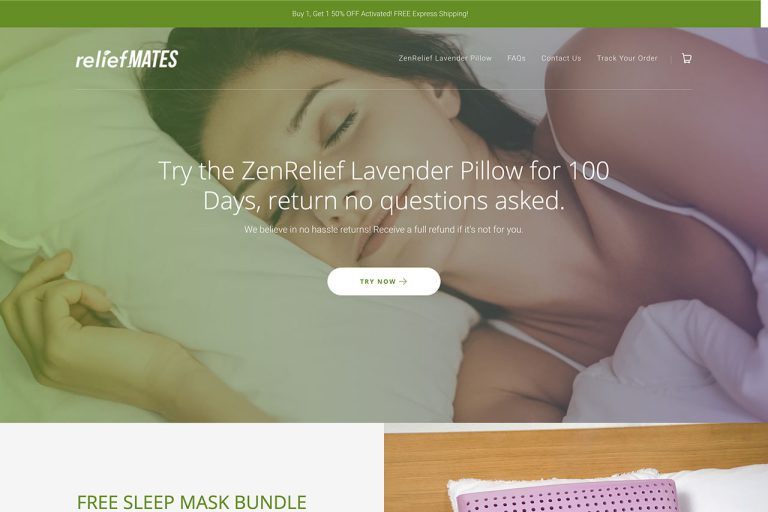 Buy 1, Get 1 50% OFF Activated! FREE Express Shipping!
reliefMATES
ZenRelief Lavender Pillow FAQs Contact Us Track Your Order
Try the ZenRelief Lavender Pillow for 100
Days, return no questions asked.
We believe in no hassle returns! Receive a full refund if it's not for you.
TRY NOW
FREE SLEEP MASK BUNDLE